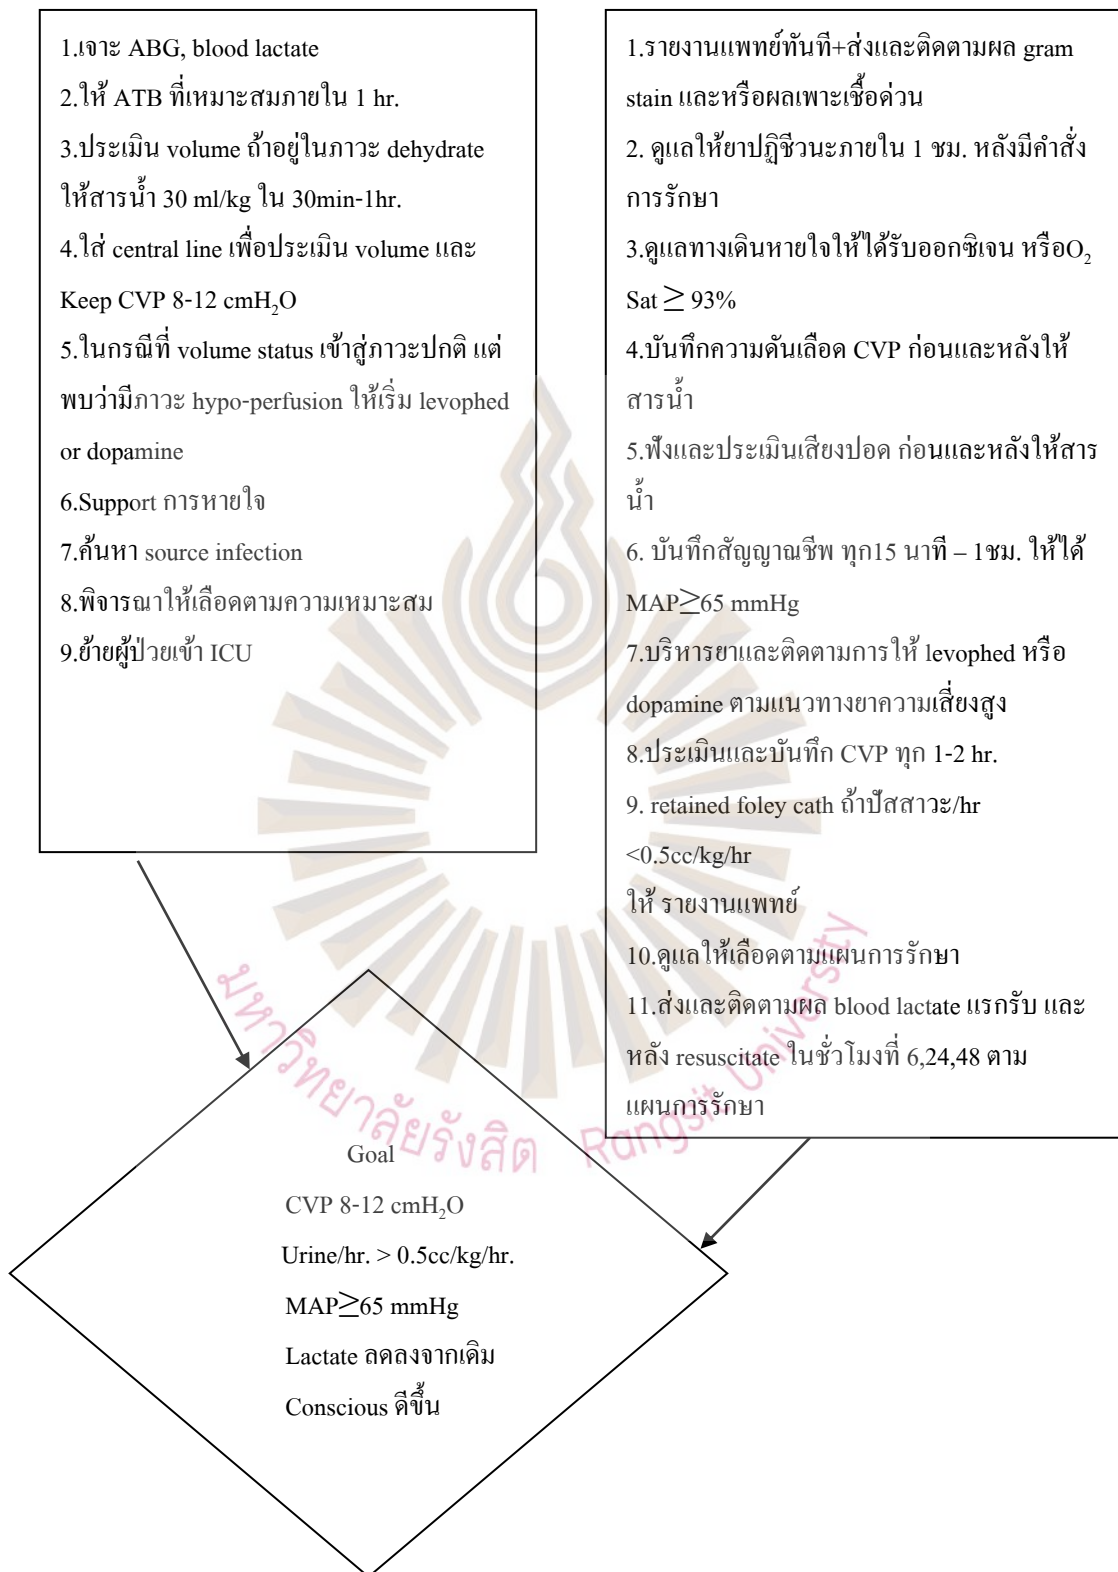 1.เจาะ ABG, blood lactate
2.ให้ ATB ที่เหมาะสมภายใน 1 hr.
3.ประเมิน volume ถ้าอยู่ในภาวะ dehydrate
ให้สารน้ำ 30 ml/kg ใน 30min-1hr.
4.ใส่ central line เพื่อประเมิน volume และ
Keep CVP 8-12 cmH₂O
5.ในกรณีที่ volume status เข้าสู่ภาวะปกติ แต่
พบว่ามีภาวะ hypo-perfusion ให้เริ่ม levophed
or dopamine
6.Support การหายใจ
7.ค้นหา source infection
8.พิจารณาให้เลือดตามความเหมาะสม
9.ย้ายผู้ป่วยเข้า ICU
1.รายงานแพทย์ทันที+ส่งและติดตามผล gram
stain และหรือผลเพาะเชื้อด่วน
2. ดูแลให้ยาปฏิชีวนะภายใน 1 ชม. หลังมีคำสั่ง
การรักษา
3.ดูแลทางเดินหายใจให้ได้รับออกซิเจน หรือO₂
Sat ≥ 93%
4.บันทึกความดันเลือด CVP ก่อนและหลังให้
สารน้ำ
5.ฟังและประเมินเสียงปอด ก่อนและหลังให้สาร
น้ำ
6. บันทึกสัญญาณชีพ ทุก15 นาที – 1ชม. ให้ได้
MAP≥65 mmHg
7.บริหารยาและติดตามการให้ levophed หรือ
dopamine ตามแนวทางยาความเสี่ยงสูง
8.ประเมินและบันทึก CVP ทุก 1-2 hr.
9. retained foley cath ถ้าปัสสาวะ/hr
<0.5cc/kg/hr
ให้ รายงานแพทย์
10.ดูแลให้เลือดตามแผนการรักษา
11.ส่งและติดตามผล blood lactate แรกรับ และ
หลัง resuscitate ในชั่วโมงที่ 6,24,48 ตาม
แผนการรักษา
Goal
CVP 8-12 cmH₂O
Urine/hr. > 0.5cc/kg/hr.
MAP≥65 mmHg
Lactate ลดลงจากเดิม
Conscious ดีขึ้น
มหาวิทยาลัยรังสิต Rangsit University